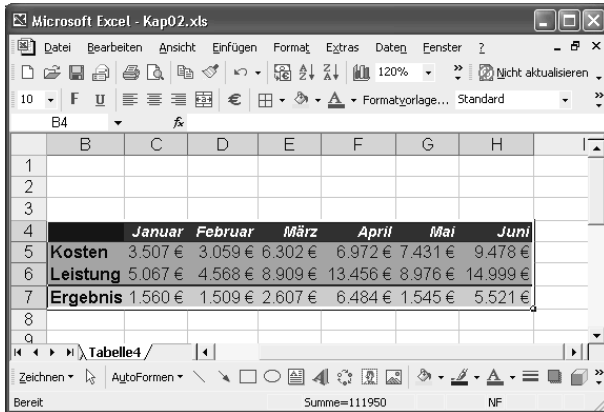 Microsoft Excel - Kap02.xls
Datei Bearbeiten Ansicht Einfügen Format Extras Daten Fenster ?
120% Nicht aktualisieren
10 F U € Formatvorlage... Standard
B4 fx
B C D E F G H I
1
2
3
4 Januar Februar März April Mai Juni
5 Kosten 3.507 € 3.059 € 6.302 € 6.972 € 7.431 € 9.478 €
6 Leistung 5.067 € 4.568 € 8.909 € 13.456 € 8.976 € 14.999 €
7 Ergebnis 1.560 € 1.509 € 2.607 € 6.484 € 1.545 € 5.521 €
8
9
Tabelle4
Zeichnen AutoFormen
Bereit Summe=111950 NF